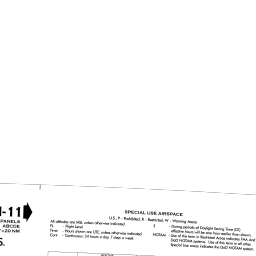 -11
PANELS
ABCDE
=20 NM
S.
SPECIAL USE AIRSPACE
U.S.: P - Prohibited, R - Restricted, W - Warning Areas
All altitudes are MSL unless otherwise indicated.
FL - Flight Level
Time - Hours shown are UTC unless otherwise indicated.
Cont - Continuous: 24 hours a day, 7 days a week
‡ - During periods of Daylight Saving Time (DT)
effective hours will be one hour earlier than shown.
NOTAM - Use of this term in Restricted Areas indicates FAA and
DoD NOTAM systems. Use of this term in all other
Special Use areas indicates the DoD NOTAM system.